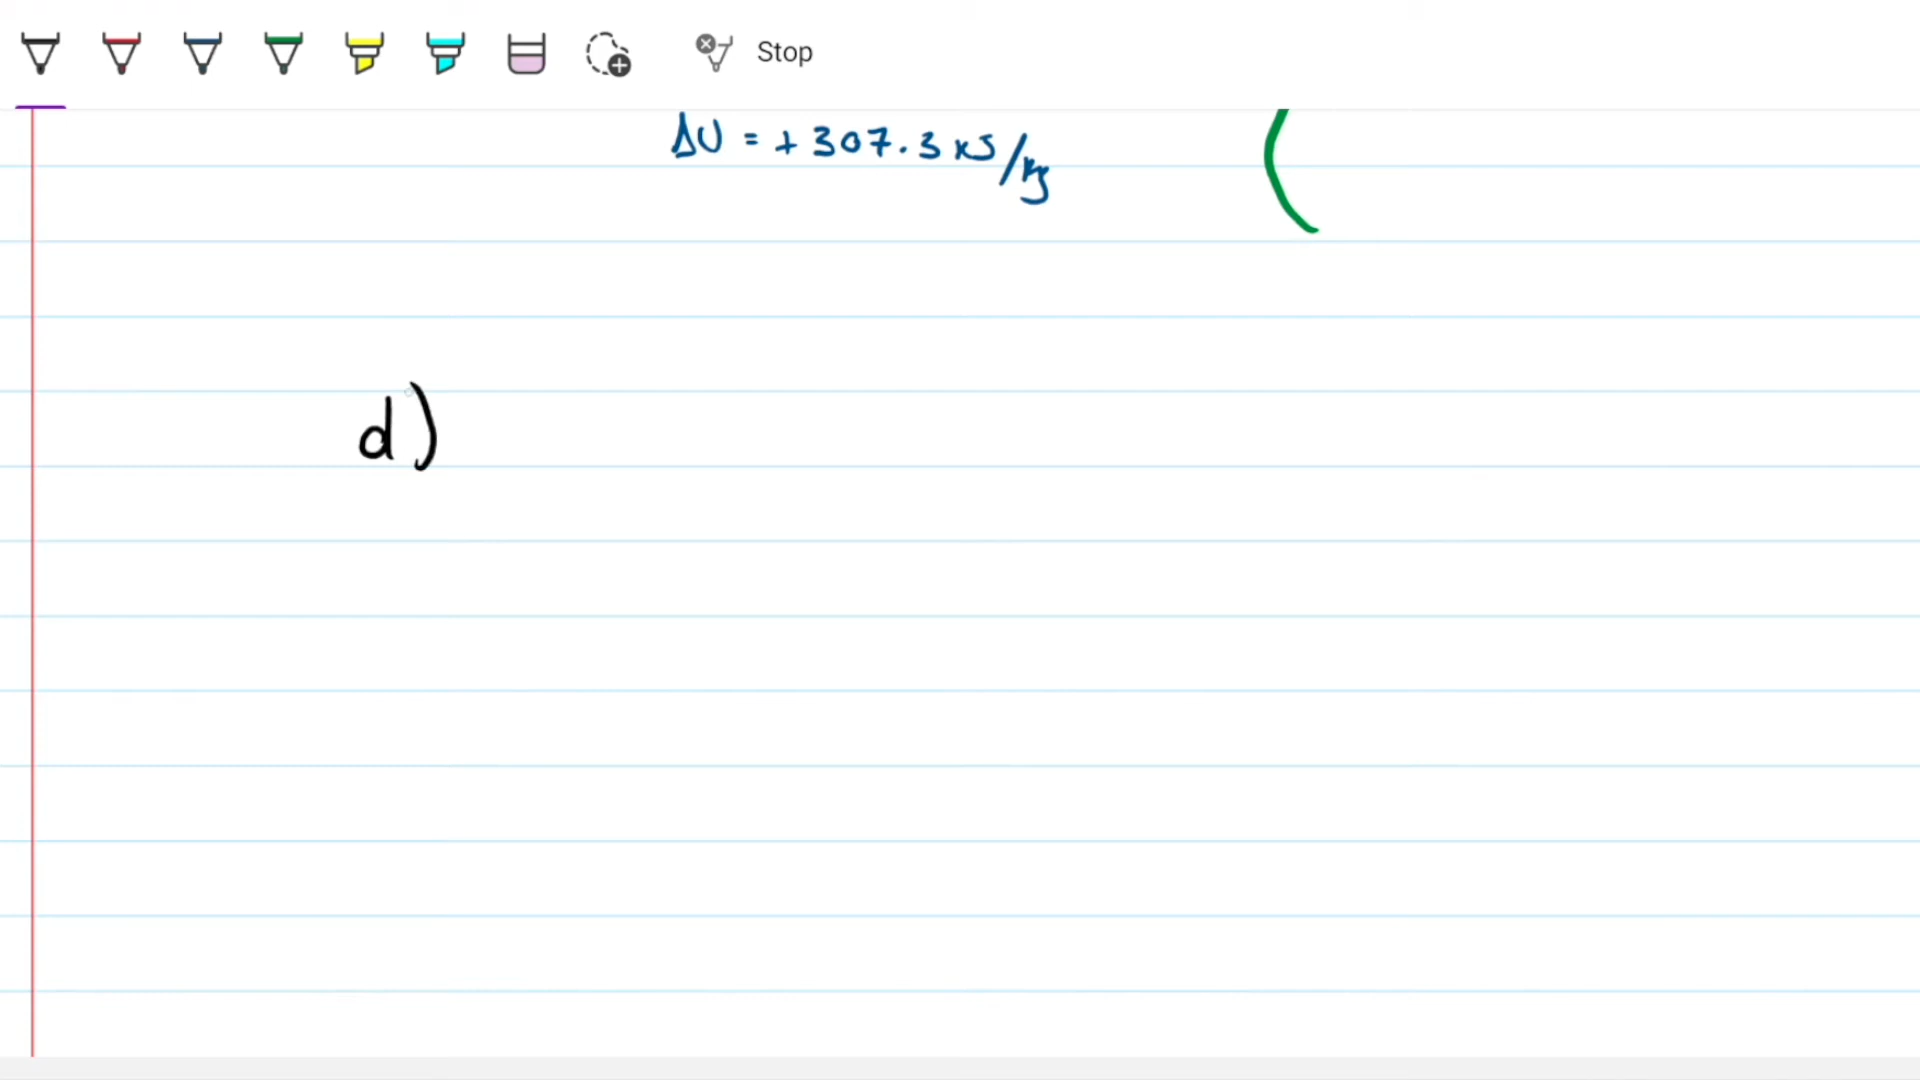 Stop
ΔU = + 307.3 kJ/kg
d)